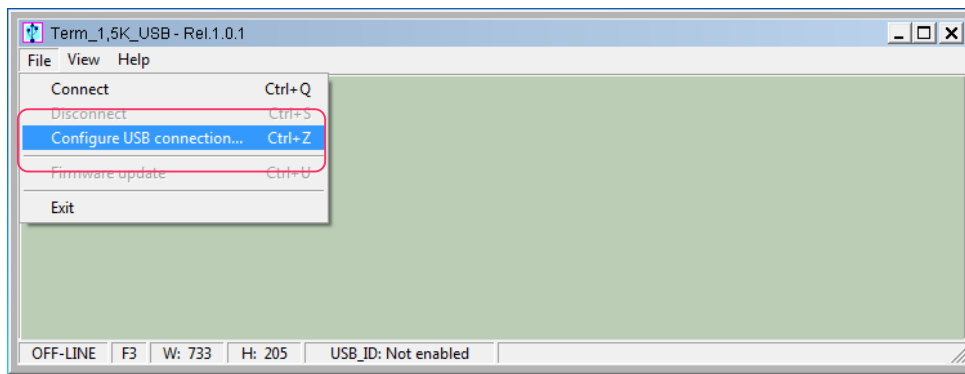 Term_1,5K_USB - Rel.1.0.1
File View Help
Connect Ctrl+Q
Disconnect Ctrl+S
Configure USB connection... Ctrl+Z
Firmware update Ctrl+U
Exit
OFF-LINE F3 W: 733 H: 205 USB_ID: Not enabled